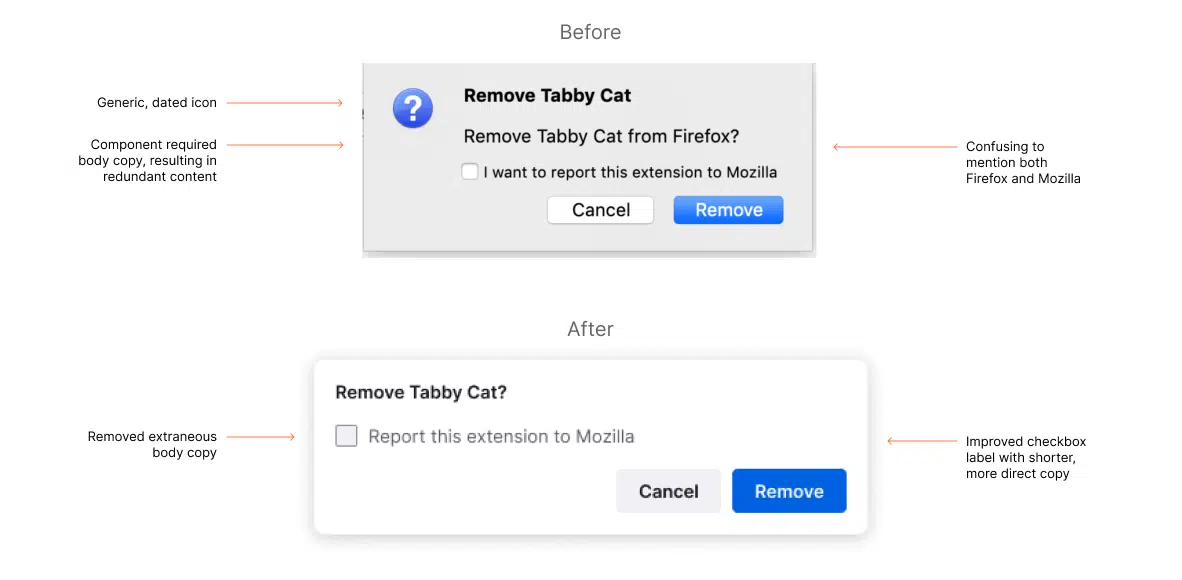 Before
Generic, dated icon
Component required
body copy, resulting in
redundant content
?
Remove Tabby Cat
Remove Tabby Cat from Firefox?
I want to report this extension to Mozilla
Cancel
Remove
Confusing to
mention both
Firefox and Mozilla
After
Removed extraneous
body copy
Remove Tabby Cat?
Report this extension to Mozilla
Cancel
Remove
Improved checkbox
label with shorter,
more direct copy